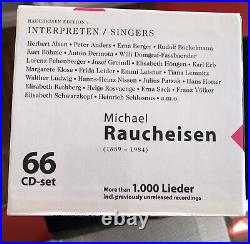 RAUCHEISEN EDITION:
INTERPRETEN / SINGERS
Herbert Alsen • Peter Anders • Erna Berger • Rudolf Bockelmann
Karl Böhme • Anton Dermota • Willi Domgraf-Fassbaender
Lorenz Fehenberger • Josef Greindl • Elisabeth Höngen • Karl Erb
Margarete Klose • Frida Leider • Emmi Leisner • Tiana Lemnitz
Walther Ludwig • Hanns-Heinz Nissen • Julius Patzak • Hans Hotter
Elisabeth Rethberg • Helge Rosvaenge • Erna Sack • Franz Völker
Elisabeth Schwarzkopf • Heinrich Schlusnus • a.m.o.
Michael
Raucheisen
(1889 – 1984)
66
CD-set
More than 1.000 Lieder
incl. previously unreleased recordings